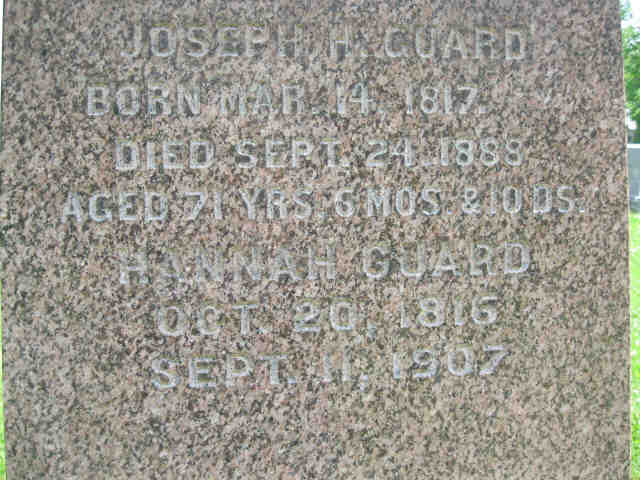 JOSEPH H. GUARD
BORN MAR. 14, 1817.
DIED SEPT. 24. 1888
AGED 71 YRS. 6 MOS. & 10 DS.
HANNAH GUARD
OCT. 20, 1816
SEPT. 11, 1907